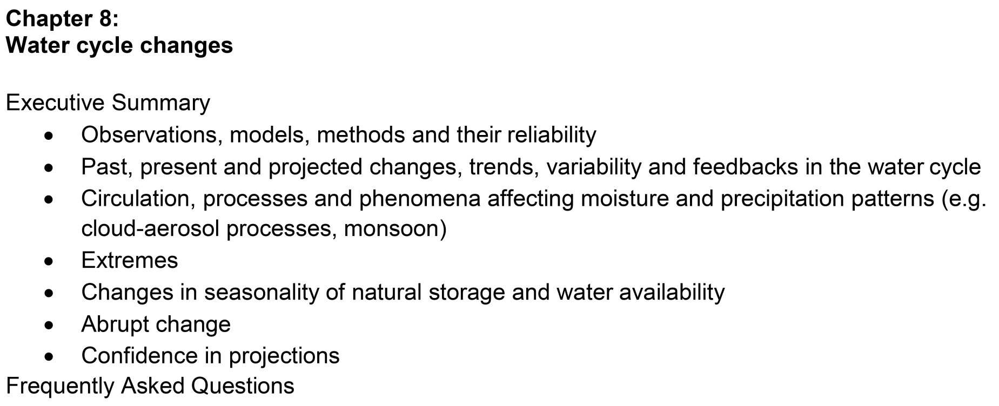 Chapter 8:
Water cycle changes
Executive Summary
• Observations, models, methods and their reliability
• Past, present and projected changes, trends, variability and feedbacks in the water cycle
• Circulation, processes and phenomena affecting moisture and precipitation patterns (e.g.
cloud-aerosol processes, monsoon)
• Extremes
• Changes in seasonality of natural storage and water availability
• Abrupt change
• Confidence in projections
Frequently Asked Questions